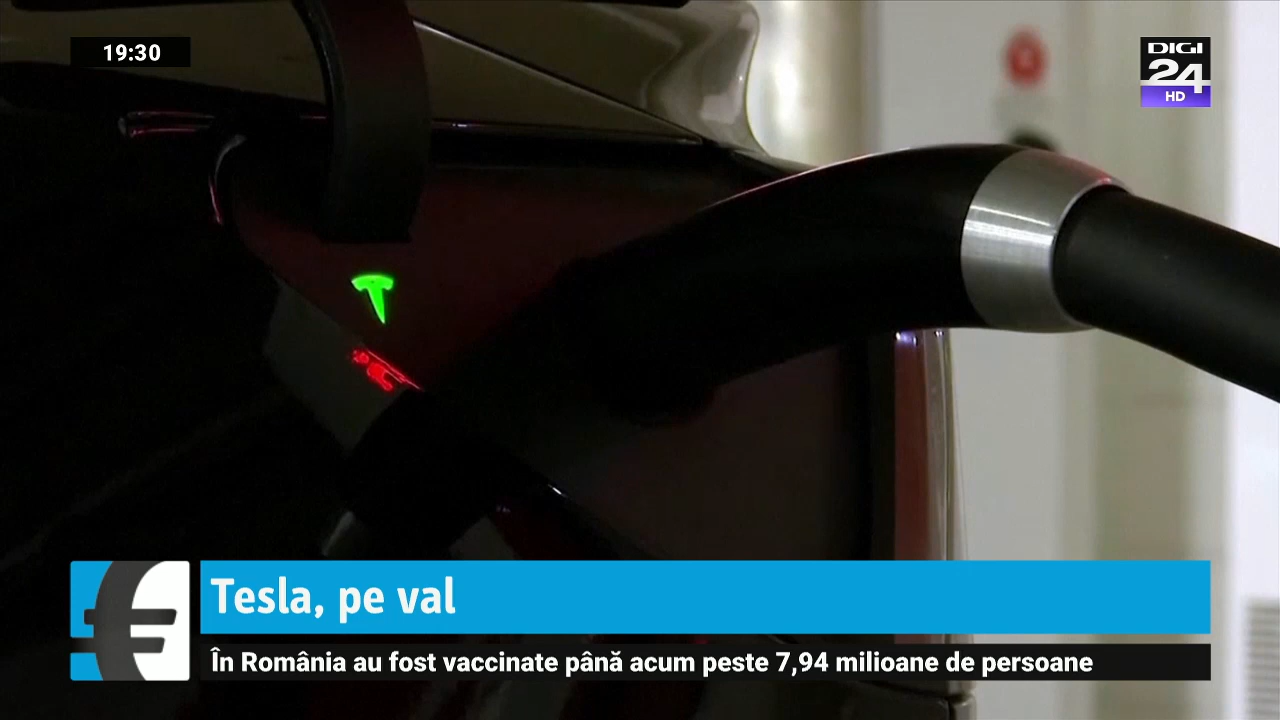 19:30
DIGI
24
HD
Tesla, pe val
În România au fost vaccinate până acum peste 7,94 milioane de persoane